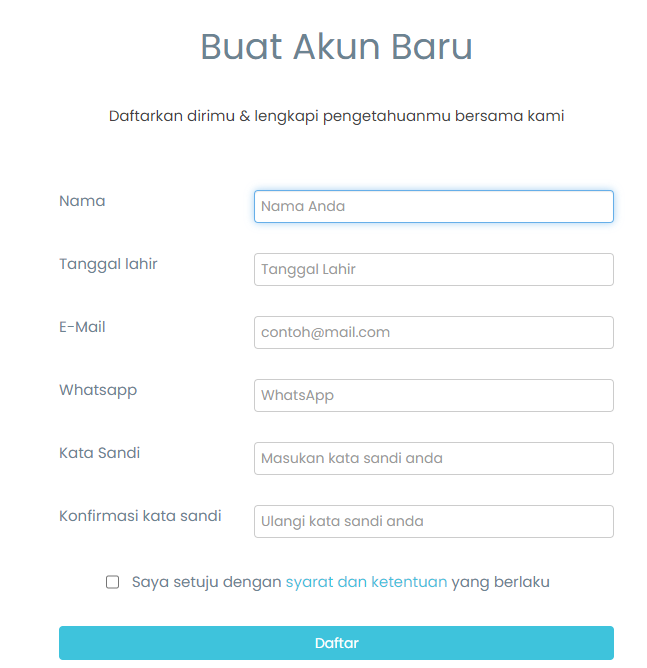 Buat Akun Baru
Daftarkan dirimu & lengkapi pengetahuanmu bersama kami
Nama
Nama Anda
Tanggal lahir
Tanggal Lahir
E-Mail
contoh@mail.com
Whatsapp
WhatsApp
Kata Sandi
Masukan kata sandi anda
Konfirmasi kata sandi
Ulangi kata sandi anda
Saya setuju dengan syarat dan ketentuan yang berlaku
Daftar